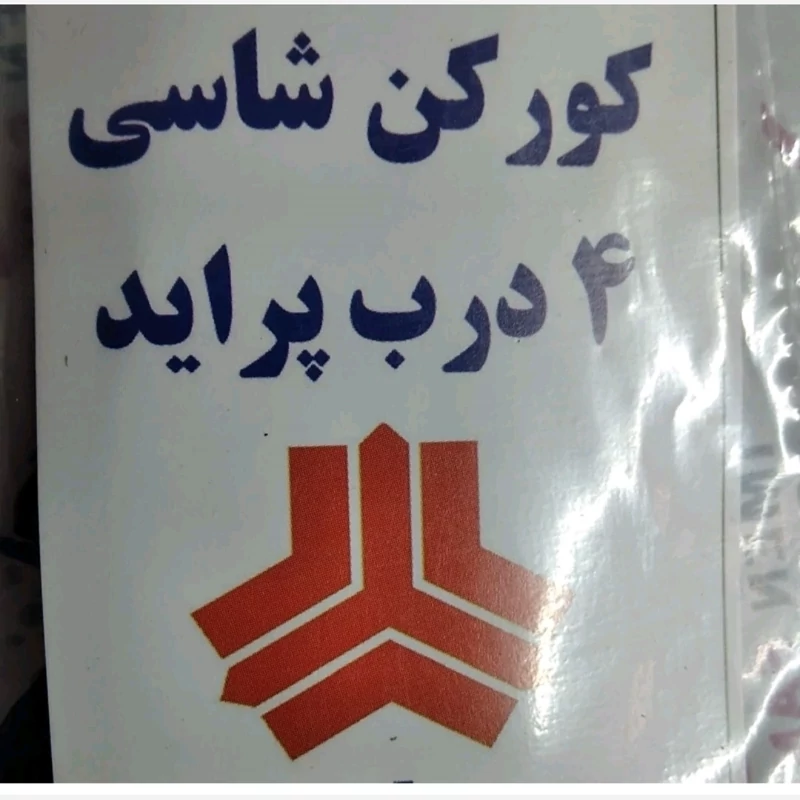 کورکن شاسی
۴ درب پراید